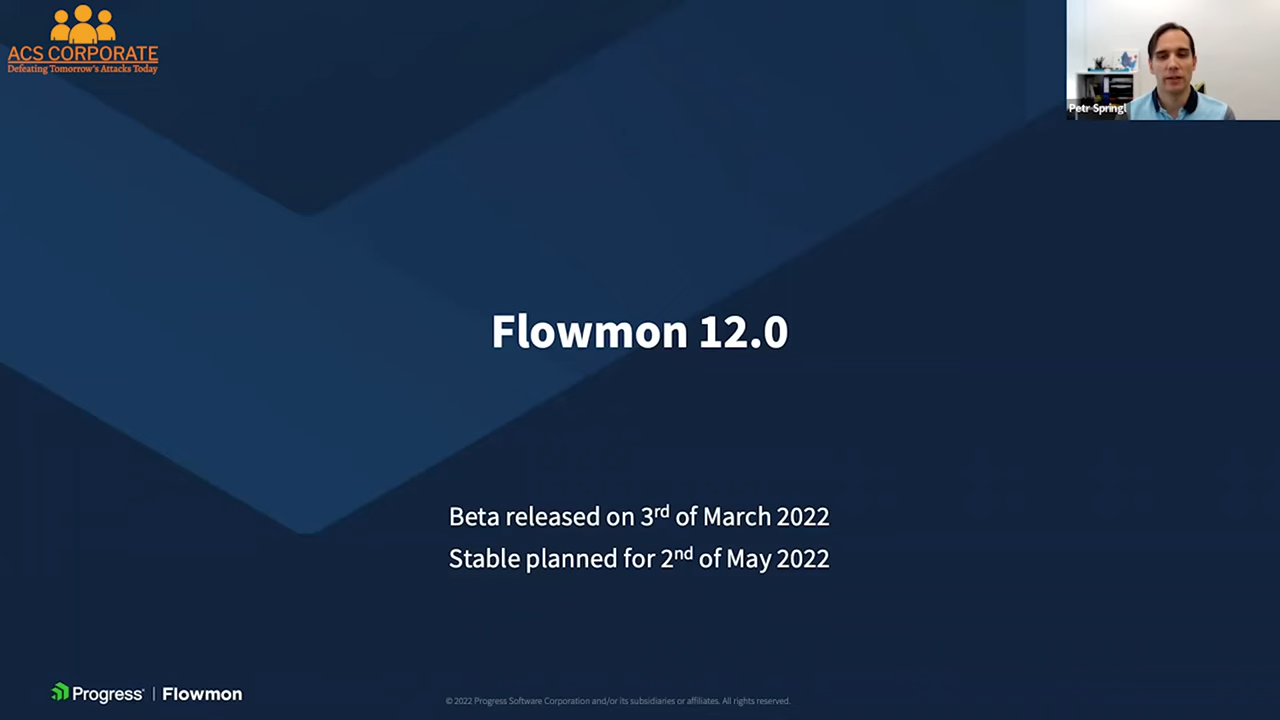 ACS CORPORATE
Defeating Tomorrow's Attacks Today
Petr Springl
Flowmon 12.0
Beta released on 3rd of March 2022
Stable planned for 2nd of May 2022
Progress | Flowmon
© 2022 Progress Software Corporation and/or its subsidiaries or affiliates. All rights reserved.